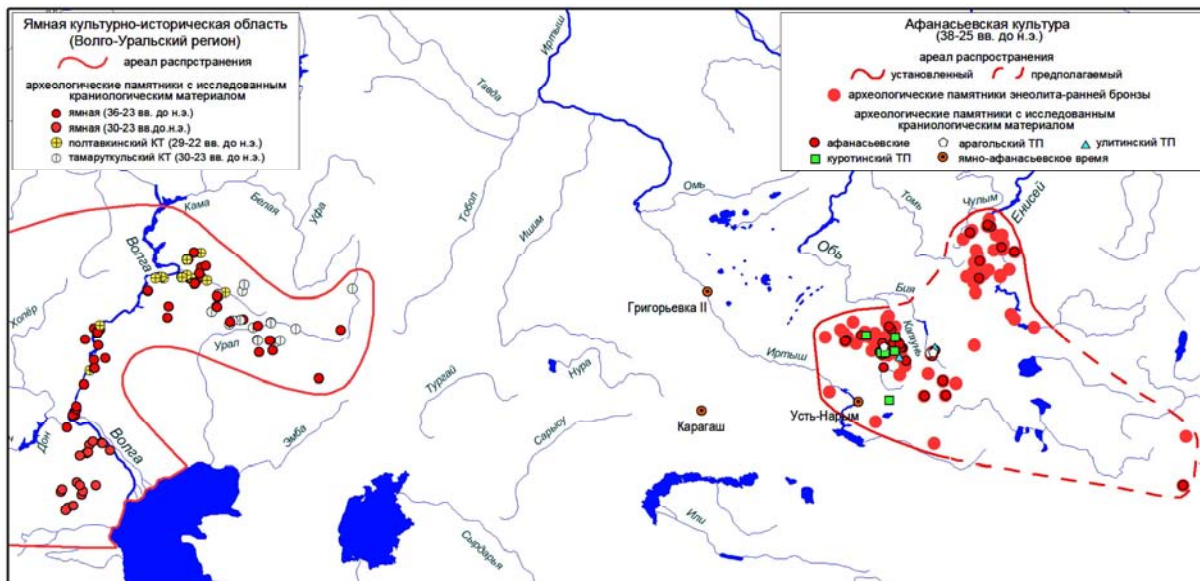 Ямная культурно-историческая область
(Волго-Уральский регион)
ареал распространия
археологические памятники с исследованным
краниологическим материалом
ямная (36-23 вв. до н.э.)
ямная (30-23 вв.до.н.э.)
полтавкинский КТ (29-22 вв. до н.э.)
тамаруткульский КТ (30-23 вв. до н.э.)
Афанасьевская культура
(38-25 вв. до н.э.)
ареал распространия
установленный предполагаемый
археологические памятники энеолита-ранней бронзы
археологические памятники с исследованным
краниологическим материалом
афанасьевские арагольский ТП улитинский ТП
куротинский ТП ямно-афанасьевское время
Иртыш
Тавда
Тобол
Ишим
Омь
Обь
Томь
Чулым
Енисей
Кама
Белая
Уфа
Волга
Хопёр
Урал
Дон
Волга
Эмба
Григорьевка II
Бия
Катунь
Иртыш
Тургай
Нура
Усть-Нарым
Карагаш
Сарысу
Или
Сырдарья